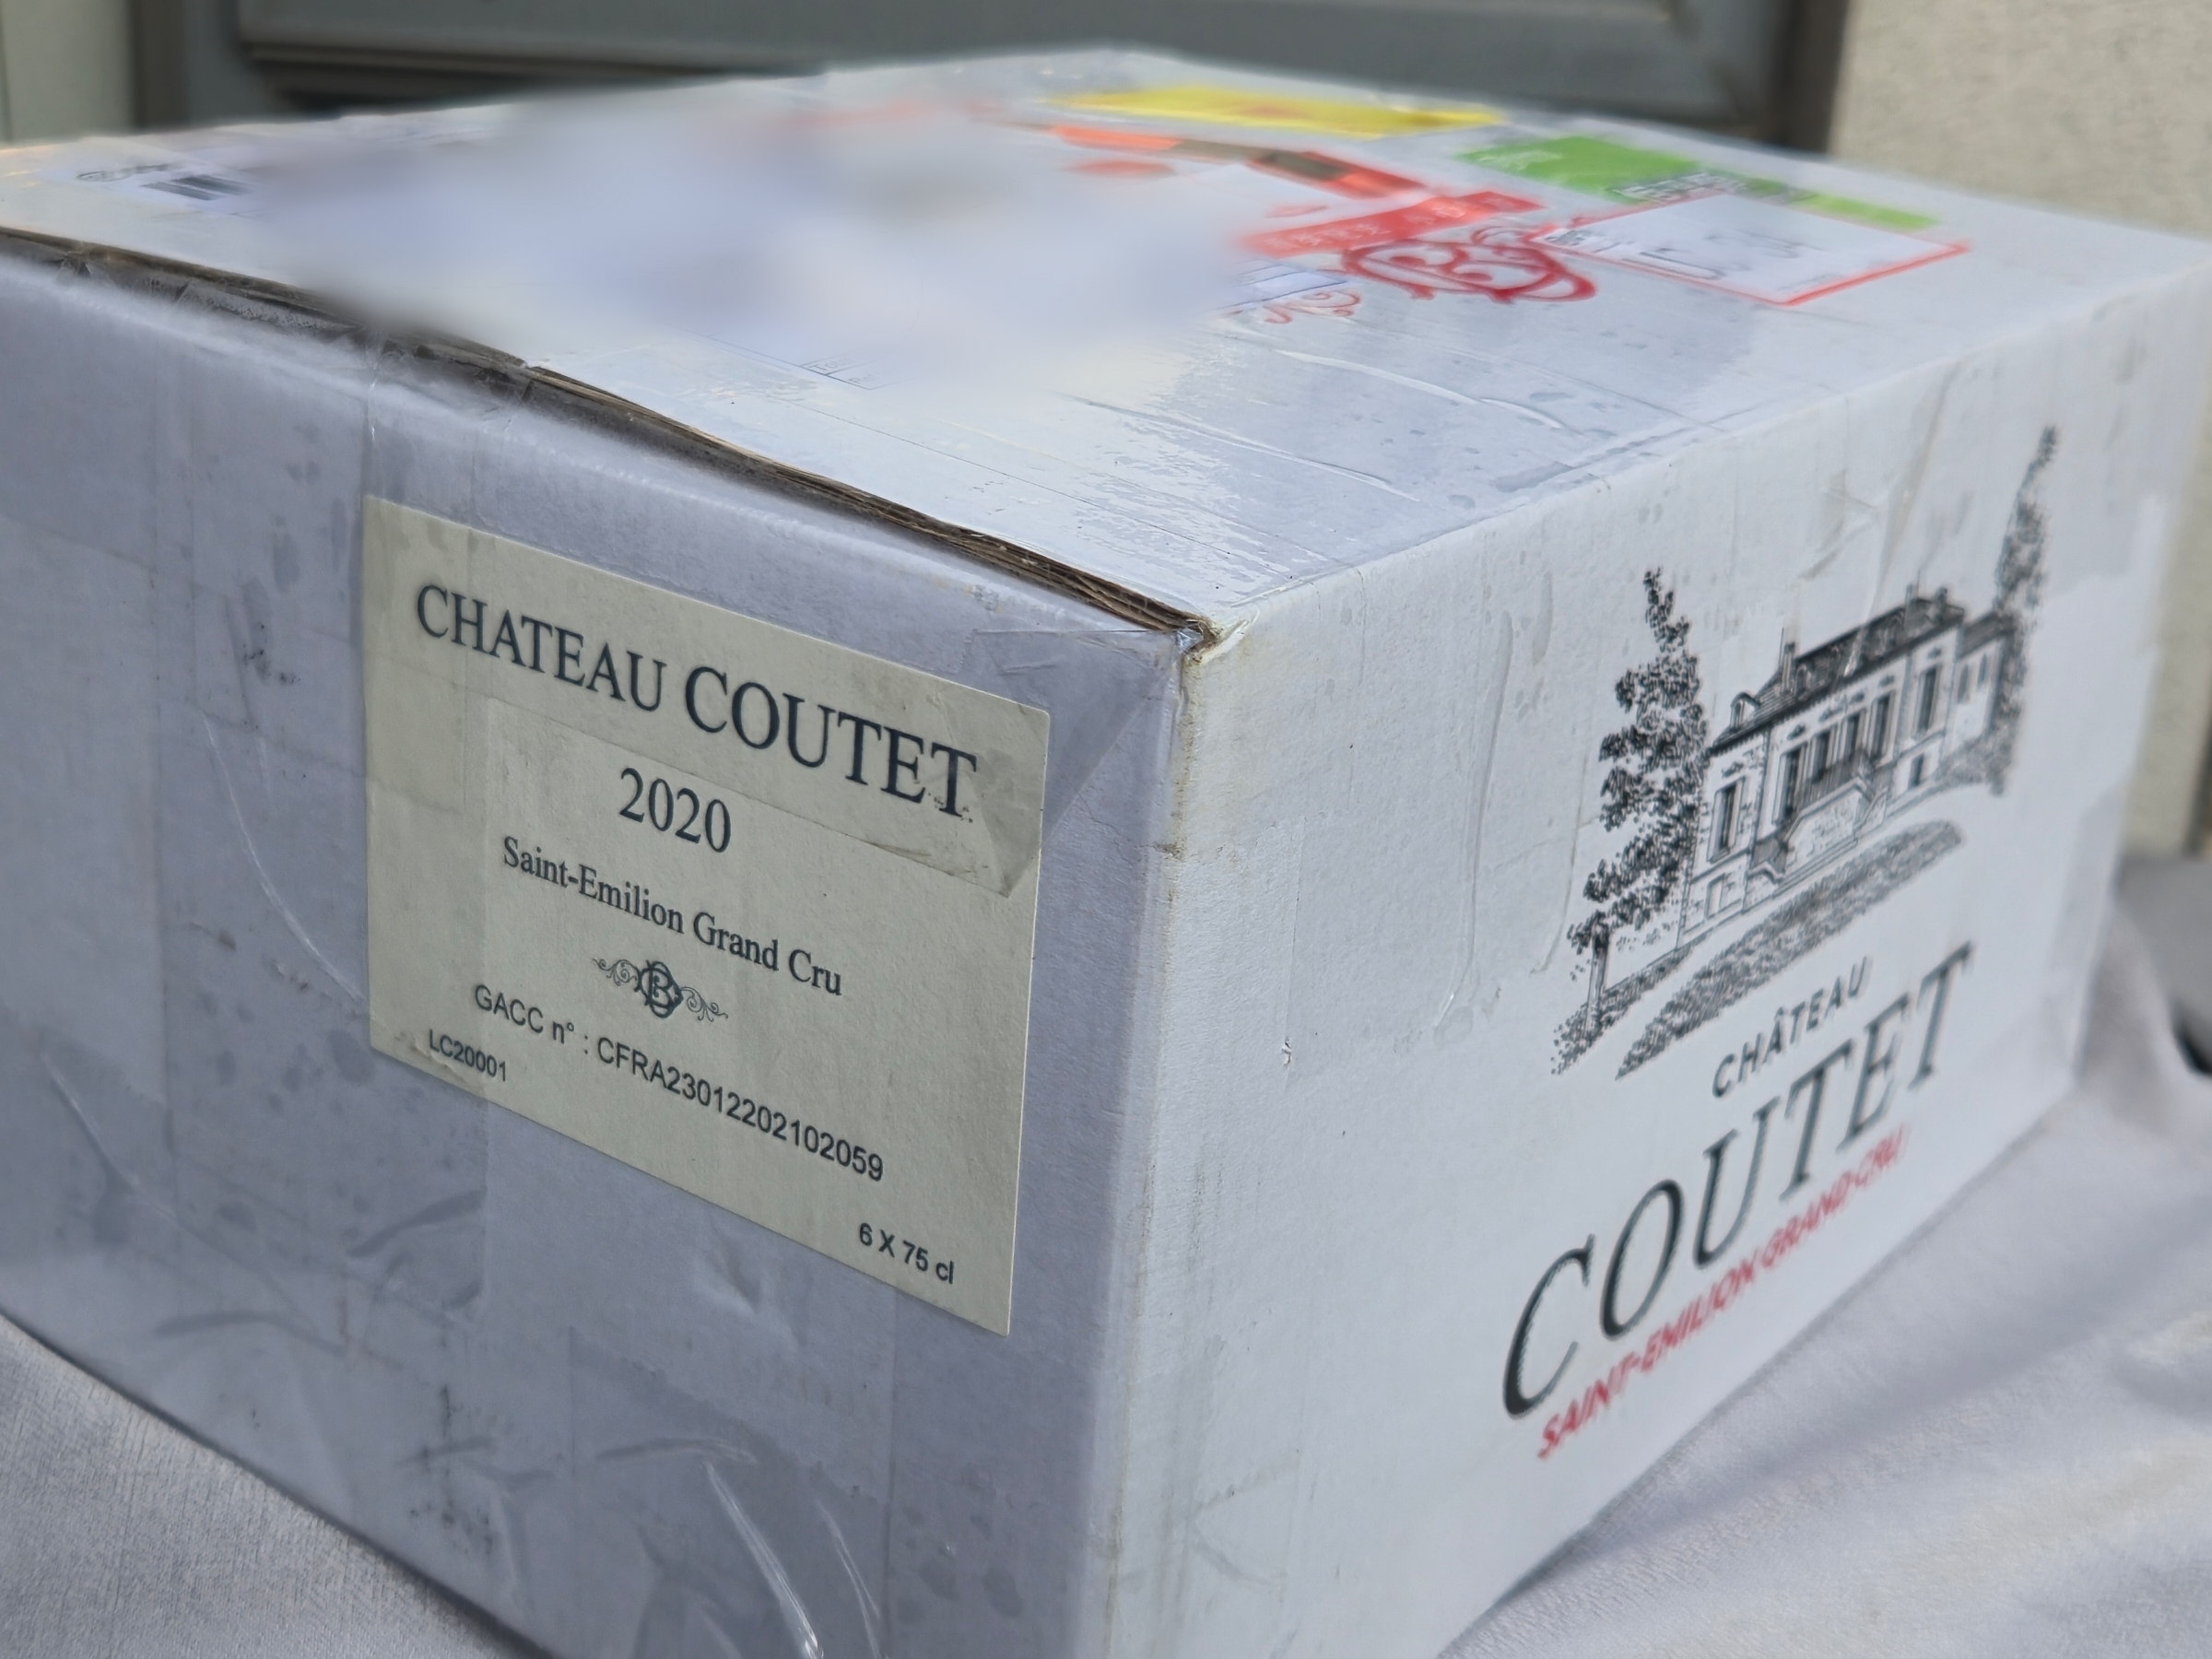 CHATEAU COUTET
2020
Saint-Emilion Grand Cru
B
GACC n° : CFRA23012202102059
LC20001
6 X 75 cl
CHÂTEAU
COUTET
SAINT-EMILION GRAND CRU